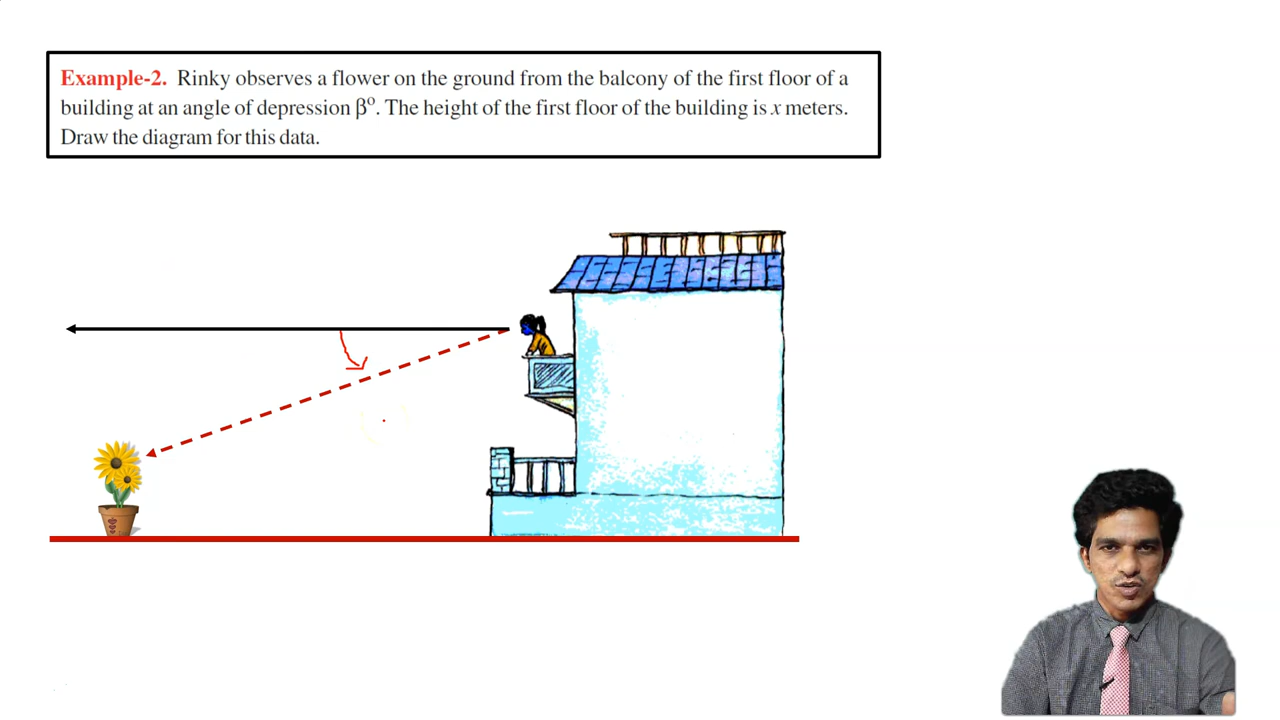 Example-2. Rinky observes a flower on the ground from the balcony of the first floor of a
building at an angle of depression β°. The height of the first floor of the building is x meters.
Draw the diagram for this data.